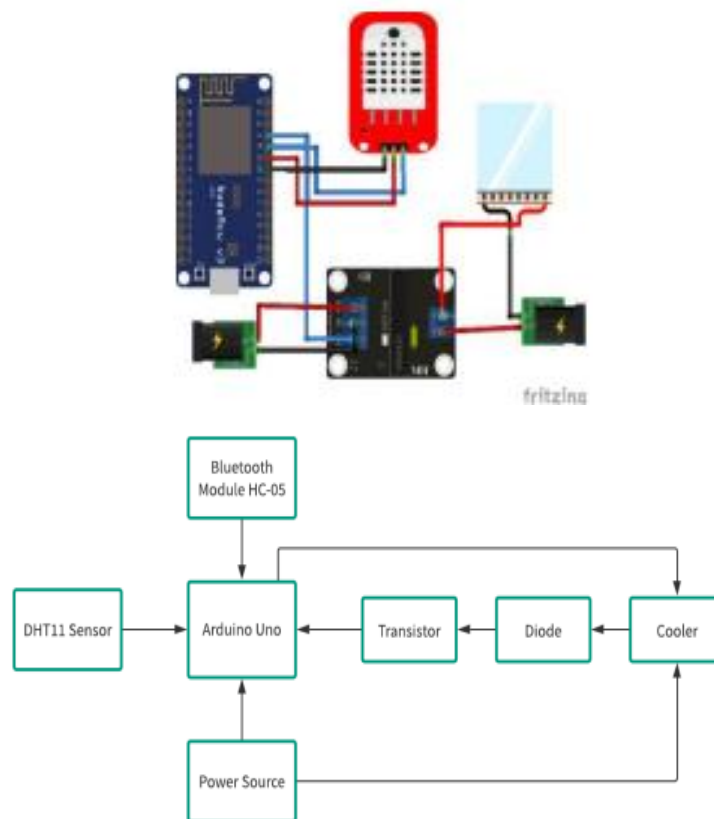 fritzing
Bluetooth
Module HC-05
DHT11 Sensor
Arduino Uno
Transistor
Diode
Cooler
Power Source